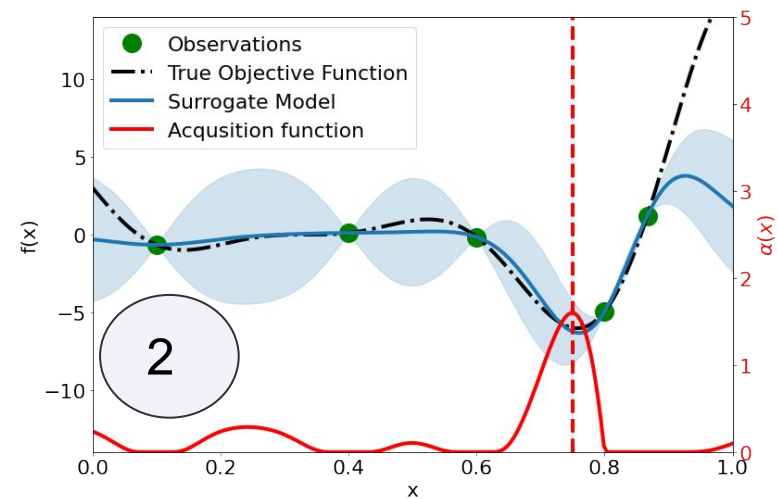 Observations
True Objective Function
Surrogate Model
Acqusition function
10
5
0
−5
−10
f(x)
2
5
4
3
2
1
0
α(x)
0.0 0.2 0.4 0.6 0.8 1.0
x